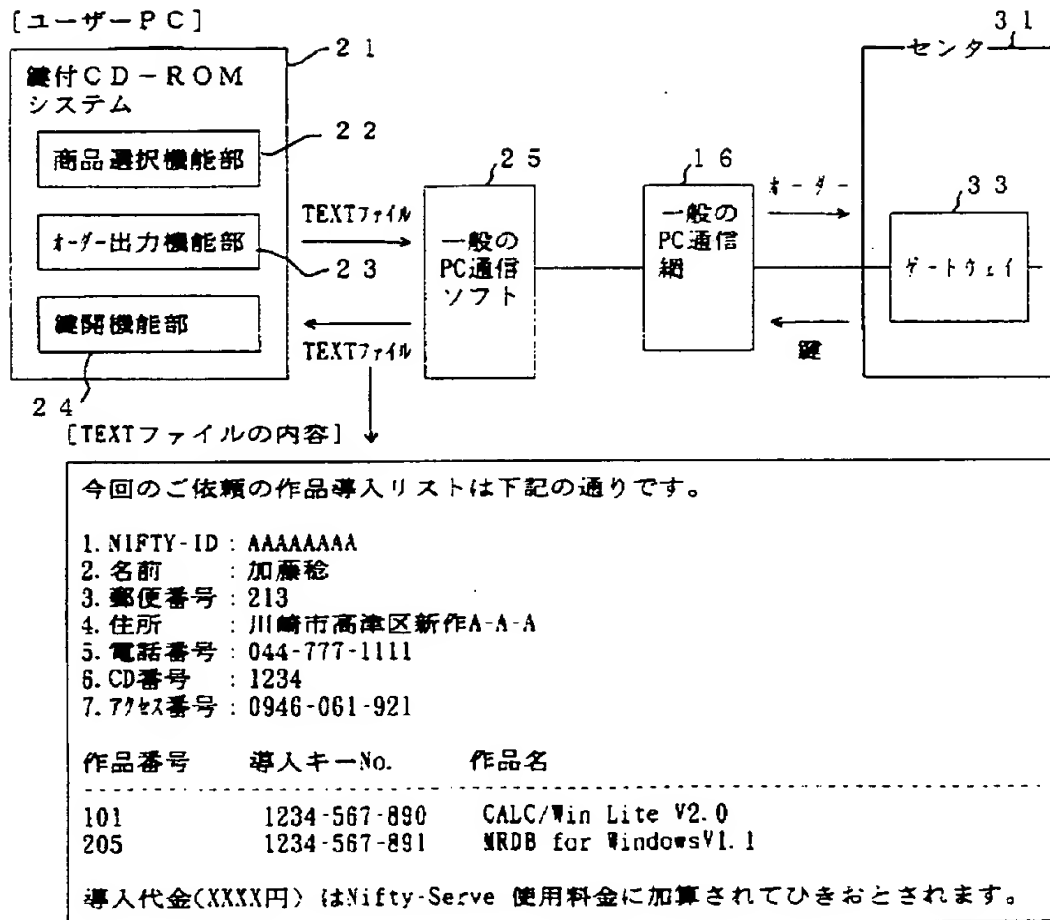 [ユーザーPC]
31
センタ
21
鍵付CD-ROM
システム
22
商品選択機能部
25
16
オーダー
33
TEXTファイル
一般の
PC通信
ソフト
一般の
PC通信
網
ゲートウェイ
オーダー出力機能部
23
鍵開機能部
TEXTファイル
鍵
24
[TEXTファイルの内容]
今回のご依頼の作品導入リストは下記の通りです。
1. NIFTY-ID : AAAAAAAA
2. 名前 : 加藤稔
3. 郵便番号 : 213
4. 住所 : 川崎市高津区新作A-A-A
5. 電話番号 : 044-777-1111
6. CD番号 : 1234
7. アクセス番号 : 0946-061-921
作品番号 導入キーNo. 作品名
101 1234-567-890 CALC/Win Lite V2.0
205 1234-567-891 MRDB for WindowsV1.1
導入代金(XXXX円) はNifty-Serve 使用料金に加算されてひきおとされます。